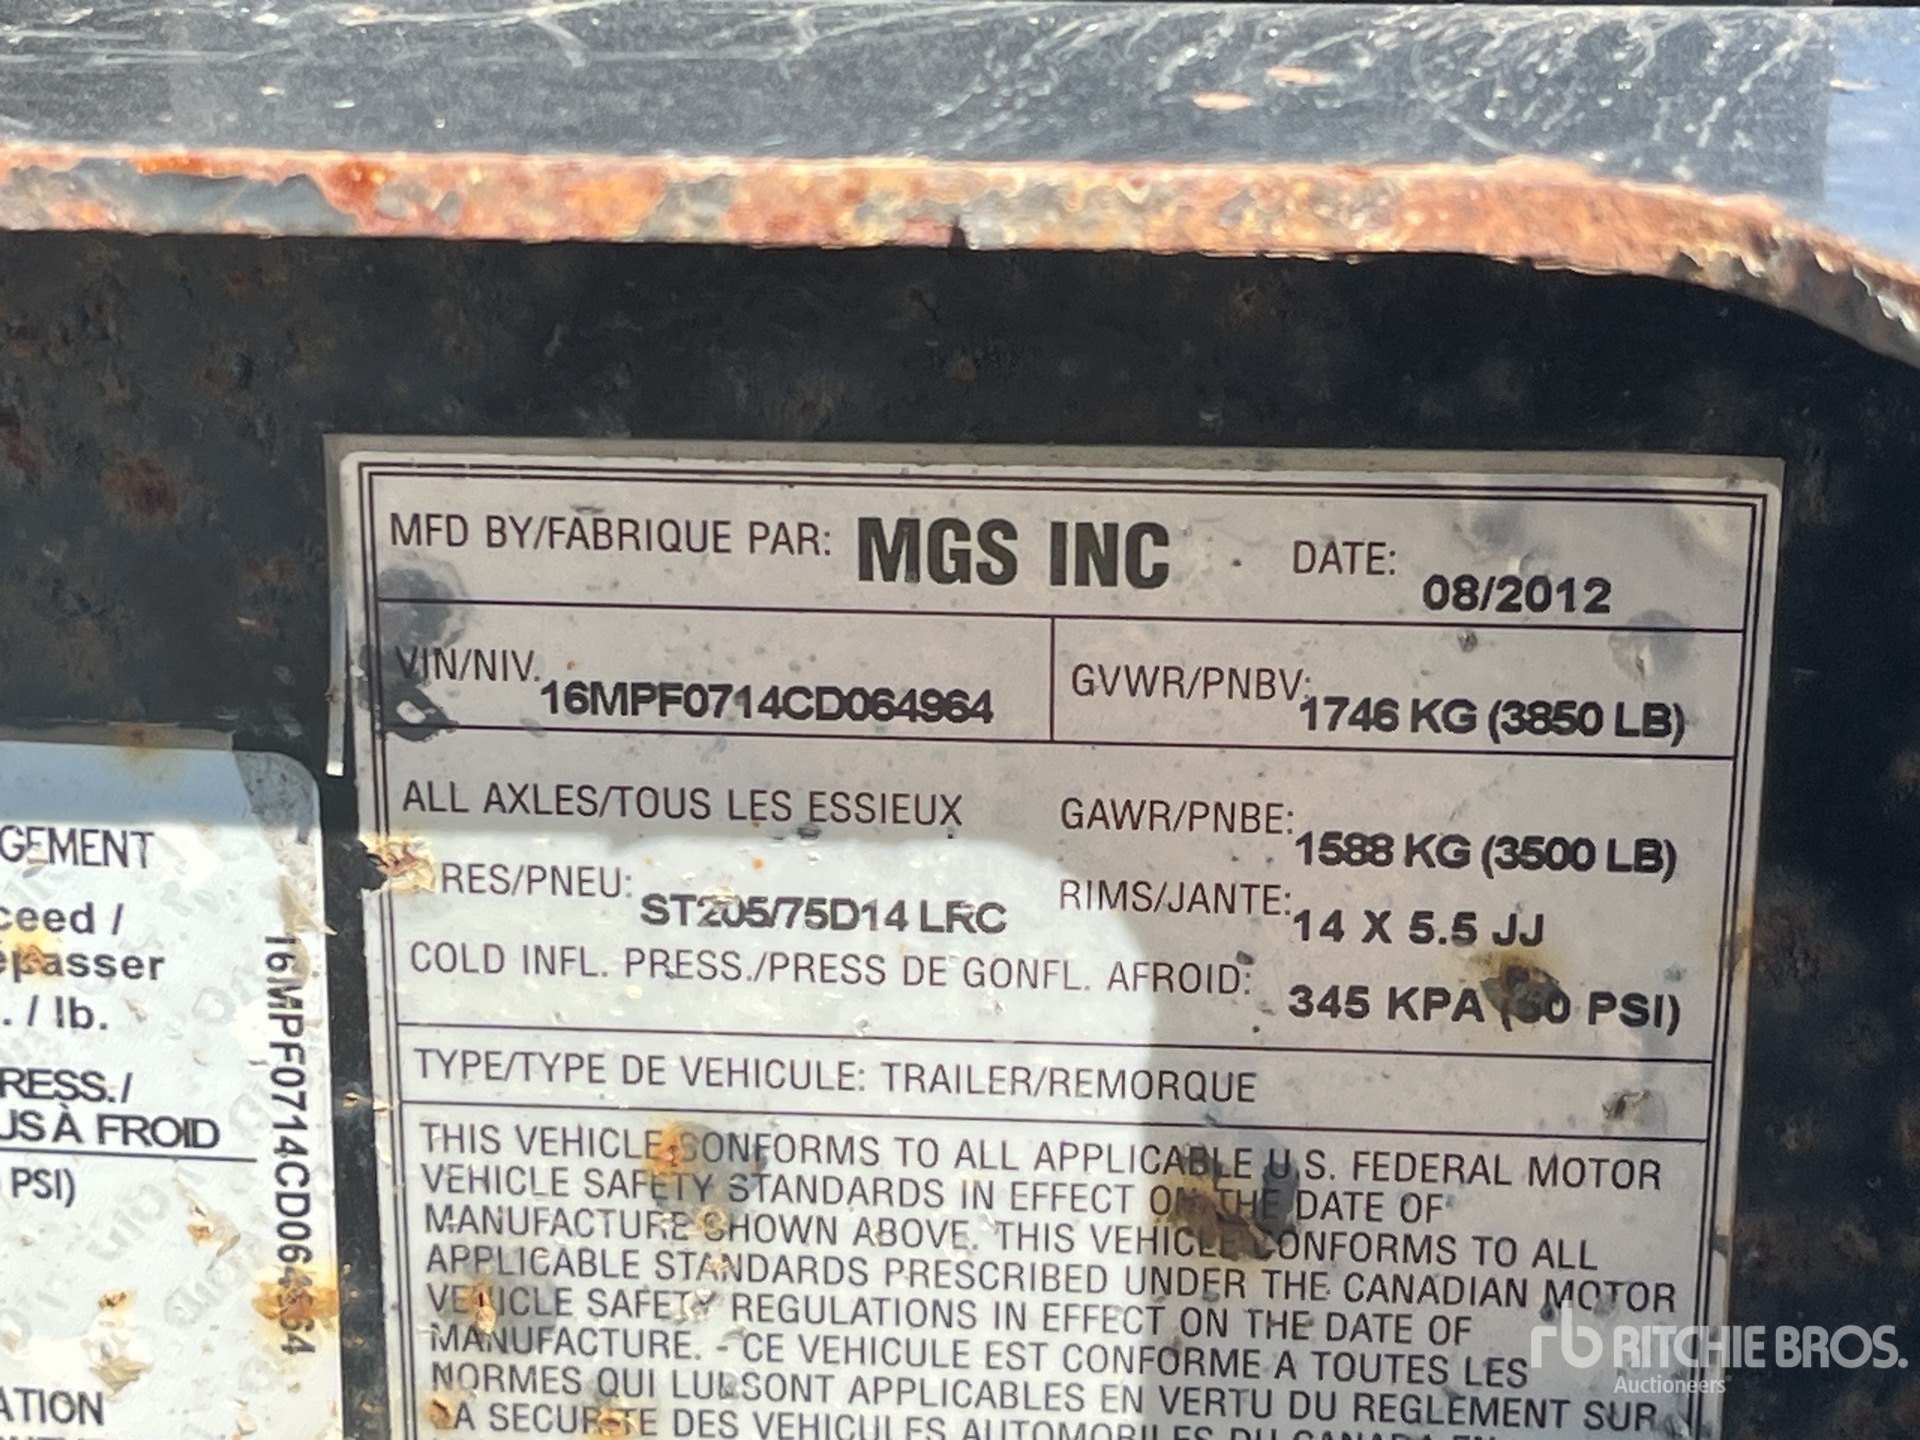 MFD BY/FABRIQUE PAR: MGS INC DATE: 08/2012
VIN/NIV. 16MPF0714CD064964 GVWR/PNBV: 1746 KG (3850 LB)
ALL AXLES/TOUS LES ESSIEUX GAWR/PNBE: 1588 KG (3500 LB)
RES/PNEU: ST205/75D14 LRC RIMS/JANTE: 14 X 5.5 JJ
COLD INFL. PRESS./PRESS DE GONFL. AFROID: 345 KPA (50 PSI)
TYPE/TYPE DE VEHICULE: TRAILER/REMORQUE
THIS VEHICLE CONFORMS TO ALL APPLICABLE U.S. FEDERAL MOTOR
VEHICLE SAFETY STANDARDS IN EFFECT ON THE DATE OF
MANUFACTURE SHOWN ABOVE. THIS VEHICLE CONFORMS TO ALL
APPLICABLE STANDARDS PRESCRIBED UNDER THE CANADIAN MOTOR
VEHICLE SAFETY REGULATIONS IN EFFECT ON THE DATE OF
MANUFACTURE. - CE VEHICULE EST CONFORME A TOUTES LES
NORMES QUI LUI SONT APPLICABLES EN VERTU DU REGLEMENT SUR
LA SECURITE DES VEHICULES AUTOMOBILES DU CANADA EN
GEMENT
ceed /
epasser
. / lb.
RESS./
US À FROID
PSI)
ATION
16MPF0714CD064964
rb RITCHIE BROS.
Auctioneers